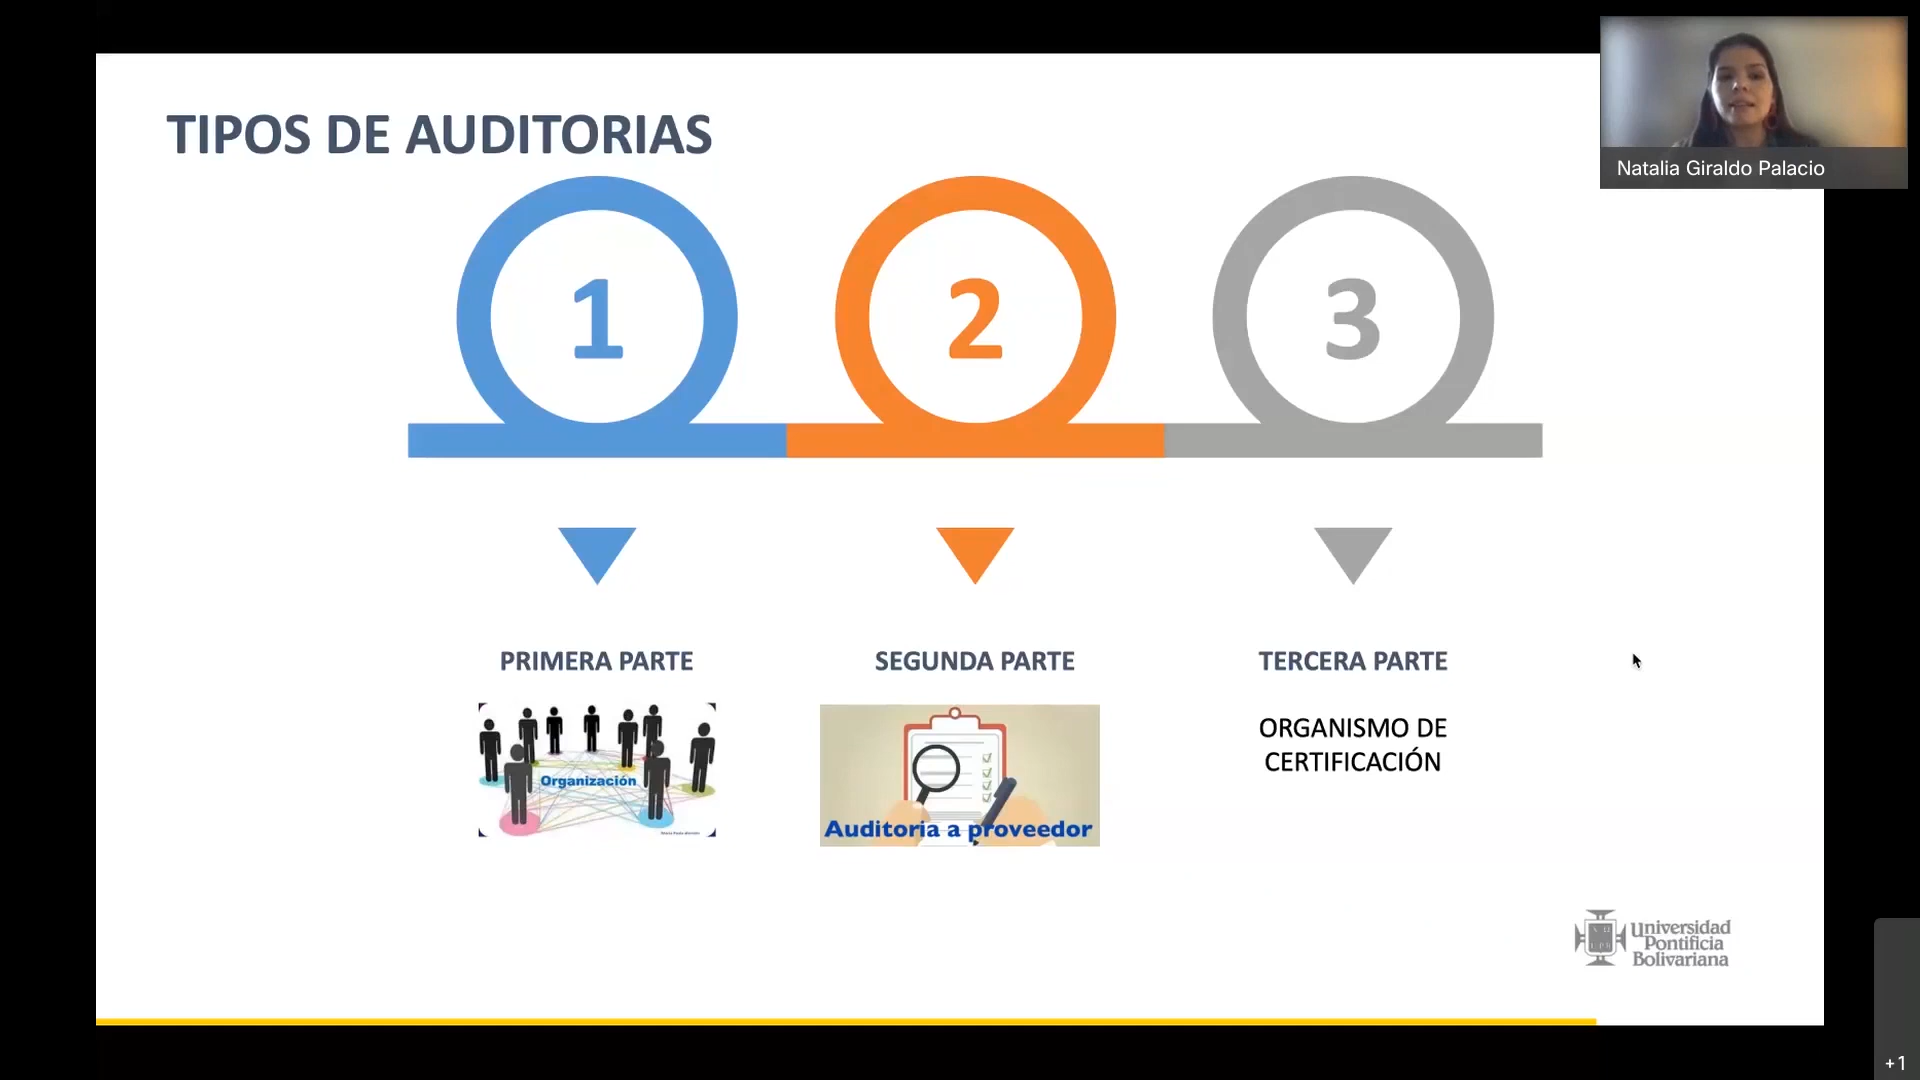 TIPOS DE AUDITORIAS
Natalia Giraldo Palacio
1
2
3
PRIMERA PARTE
SEGUNDA PARTE
TERCERA PARTE
Organización
Auditoria a proveedor
ORGANISMO DE
CERTIFICACIÓN
Universidad
Pontificia
Bolivariana
+1